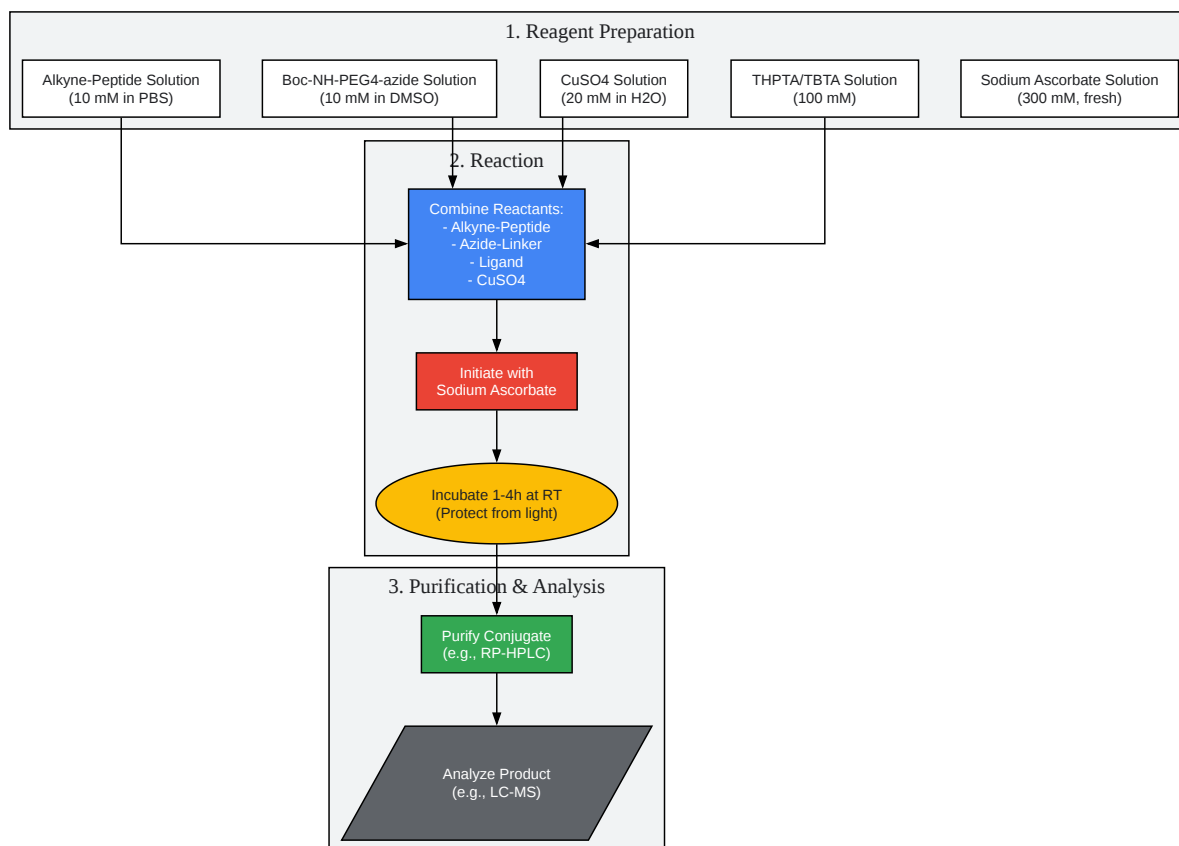 1. Reagent Preparation
Alkyne-Peptide Solution
(10 mM in PBS)
Boc-NH-PEG4-azide Solution
(10 mM in DMSO)
CuSO4 Solution
(20 mM in H2O)
THPTA/TBTA Solution
(100 mM)
Sodium Ascorbate Solution
(300 mM, fresh)
2. Reaction
Combine Reactants:
- Alkyne-Peptide
- Azide-Linker
- Ligand
- CuSO4
Initiate with
Sodium Ascorbate
Incubate 1-4h at RT
(Protect from light)
3. Purification & Analysis
Purify Conjugate
(e.g., RP-HPLC)
Analyze Product
(e.g., LC-MS)